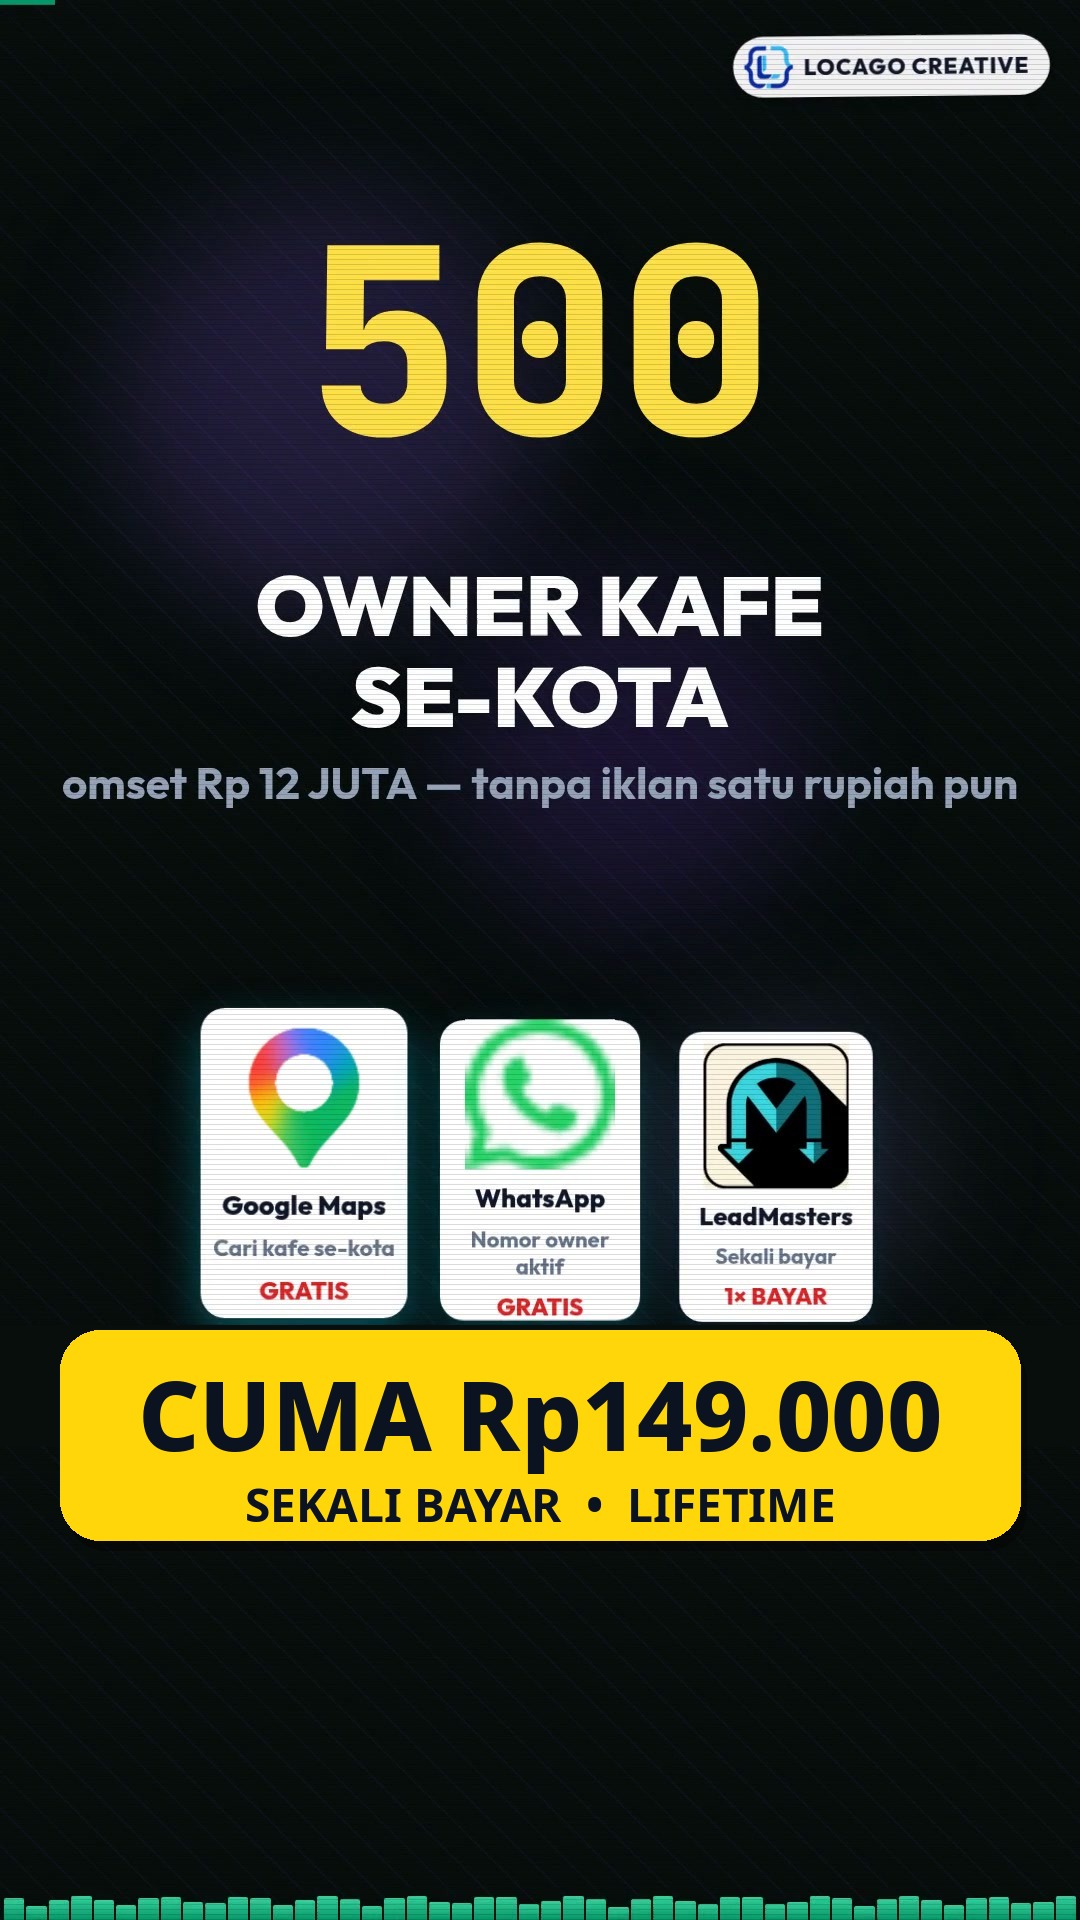 LOCAGO CREATIVE
500
OWNER KAFE
SE-KOTA
omset Rp 12 JUTA — tanpa iklan satu rupiah pun
Google Maps
Cari kafe se-kota
GRATIS
WhatsApp
Nomor owner
aktif
GRATIS
LeadMasters
Sekali bayar
1× BAYAR
CUMA Rp149.000
SEKALI BAYAR • LIFETIME